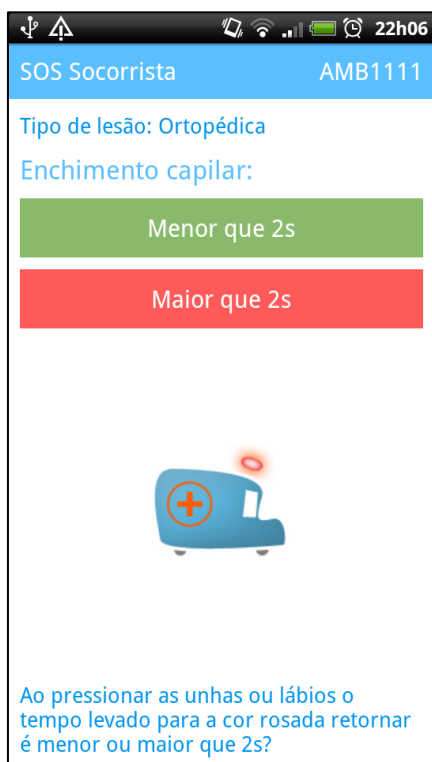 22h06
SOS Socorrista AMB1111
Tipo de lesão: Ortopédica
Enchimento capilar:
Menor que 2s
Maior que 2s
Ao pressionar as unhas ou lábios o
tempo levado para a cor rosada retornar
é menor ou maior que 2s?